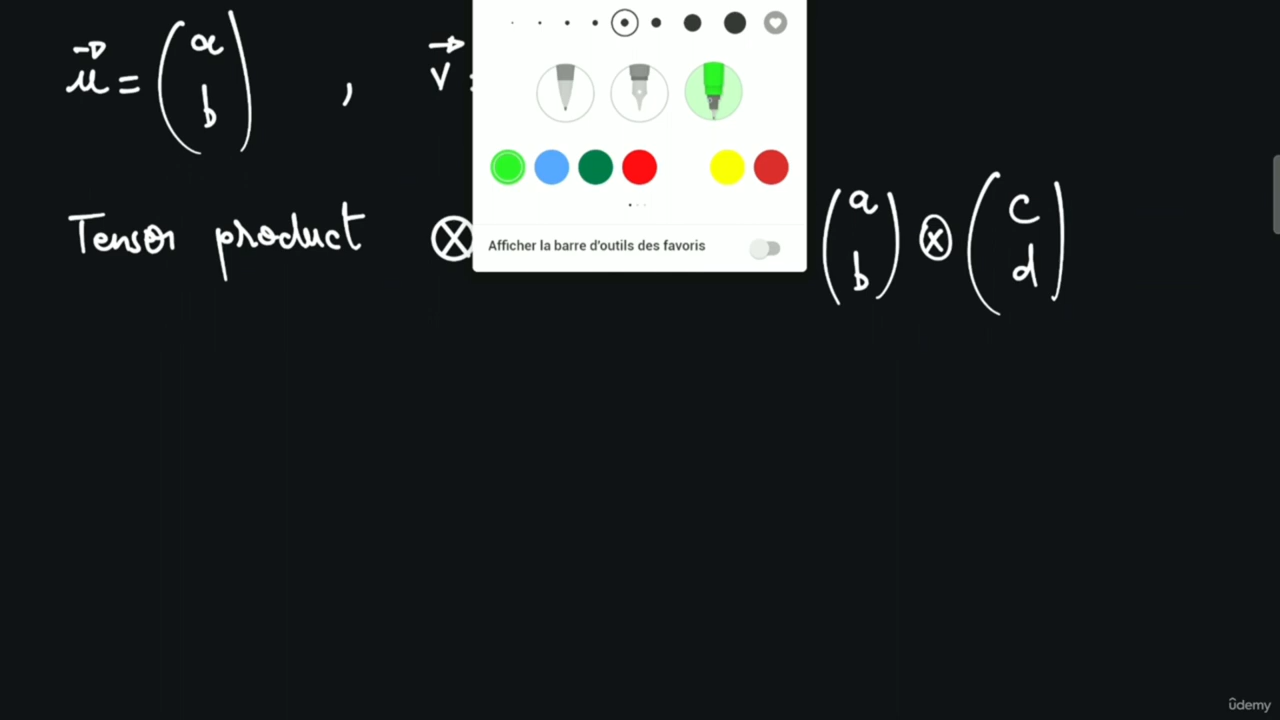 u⃗ = (a b) , v⃗ =
Tensor product ⊗ (a b) ⊗ (c d)
Afficher la barre d'outils des favoris
ûdemy